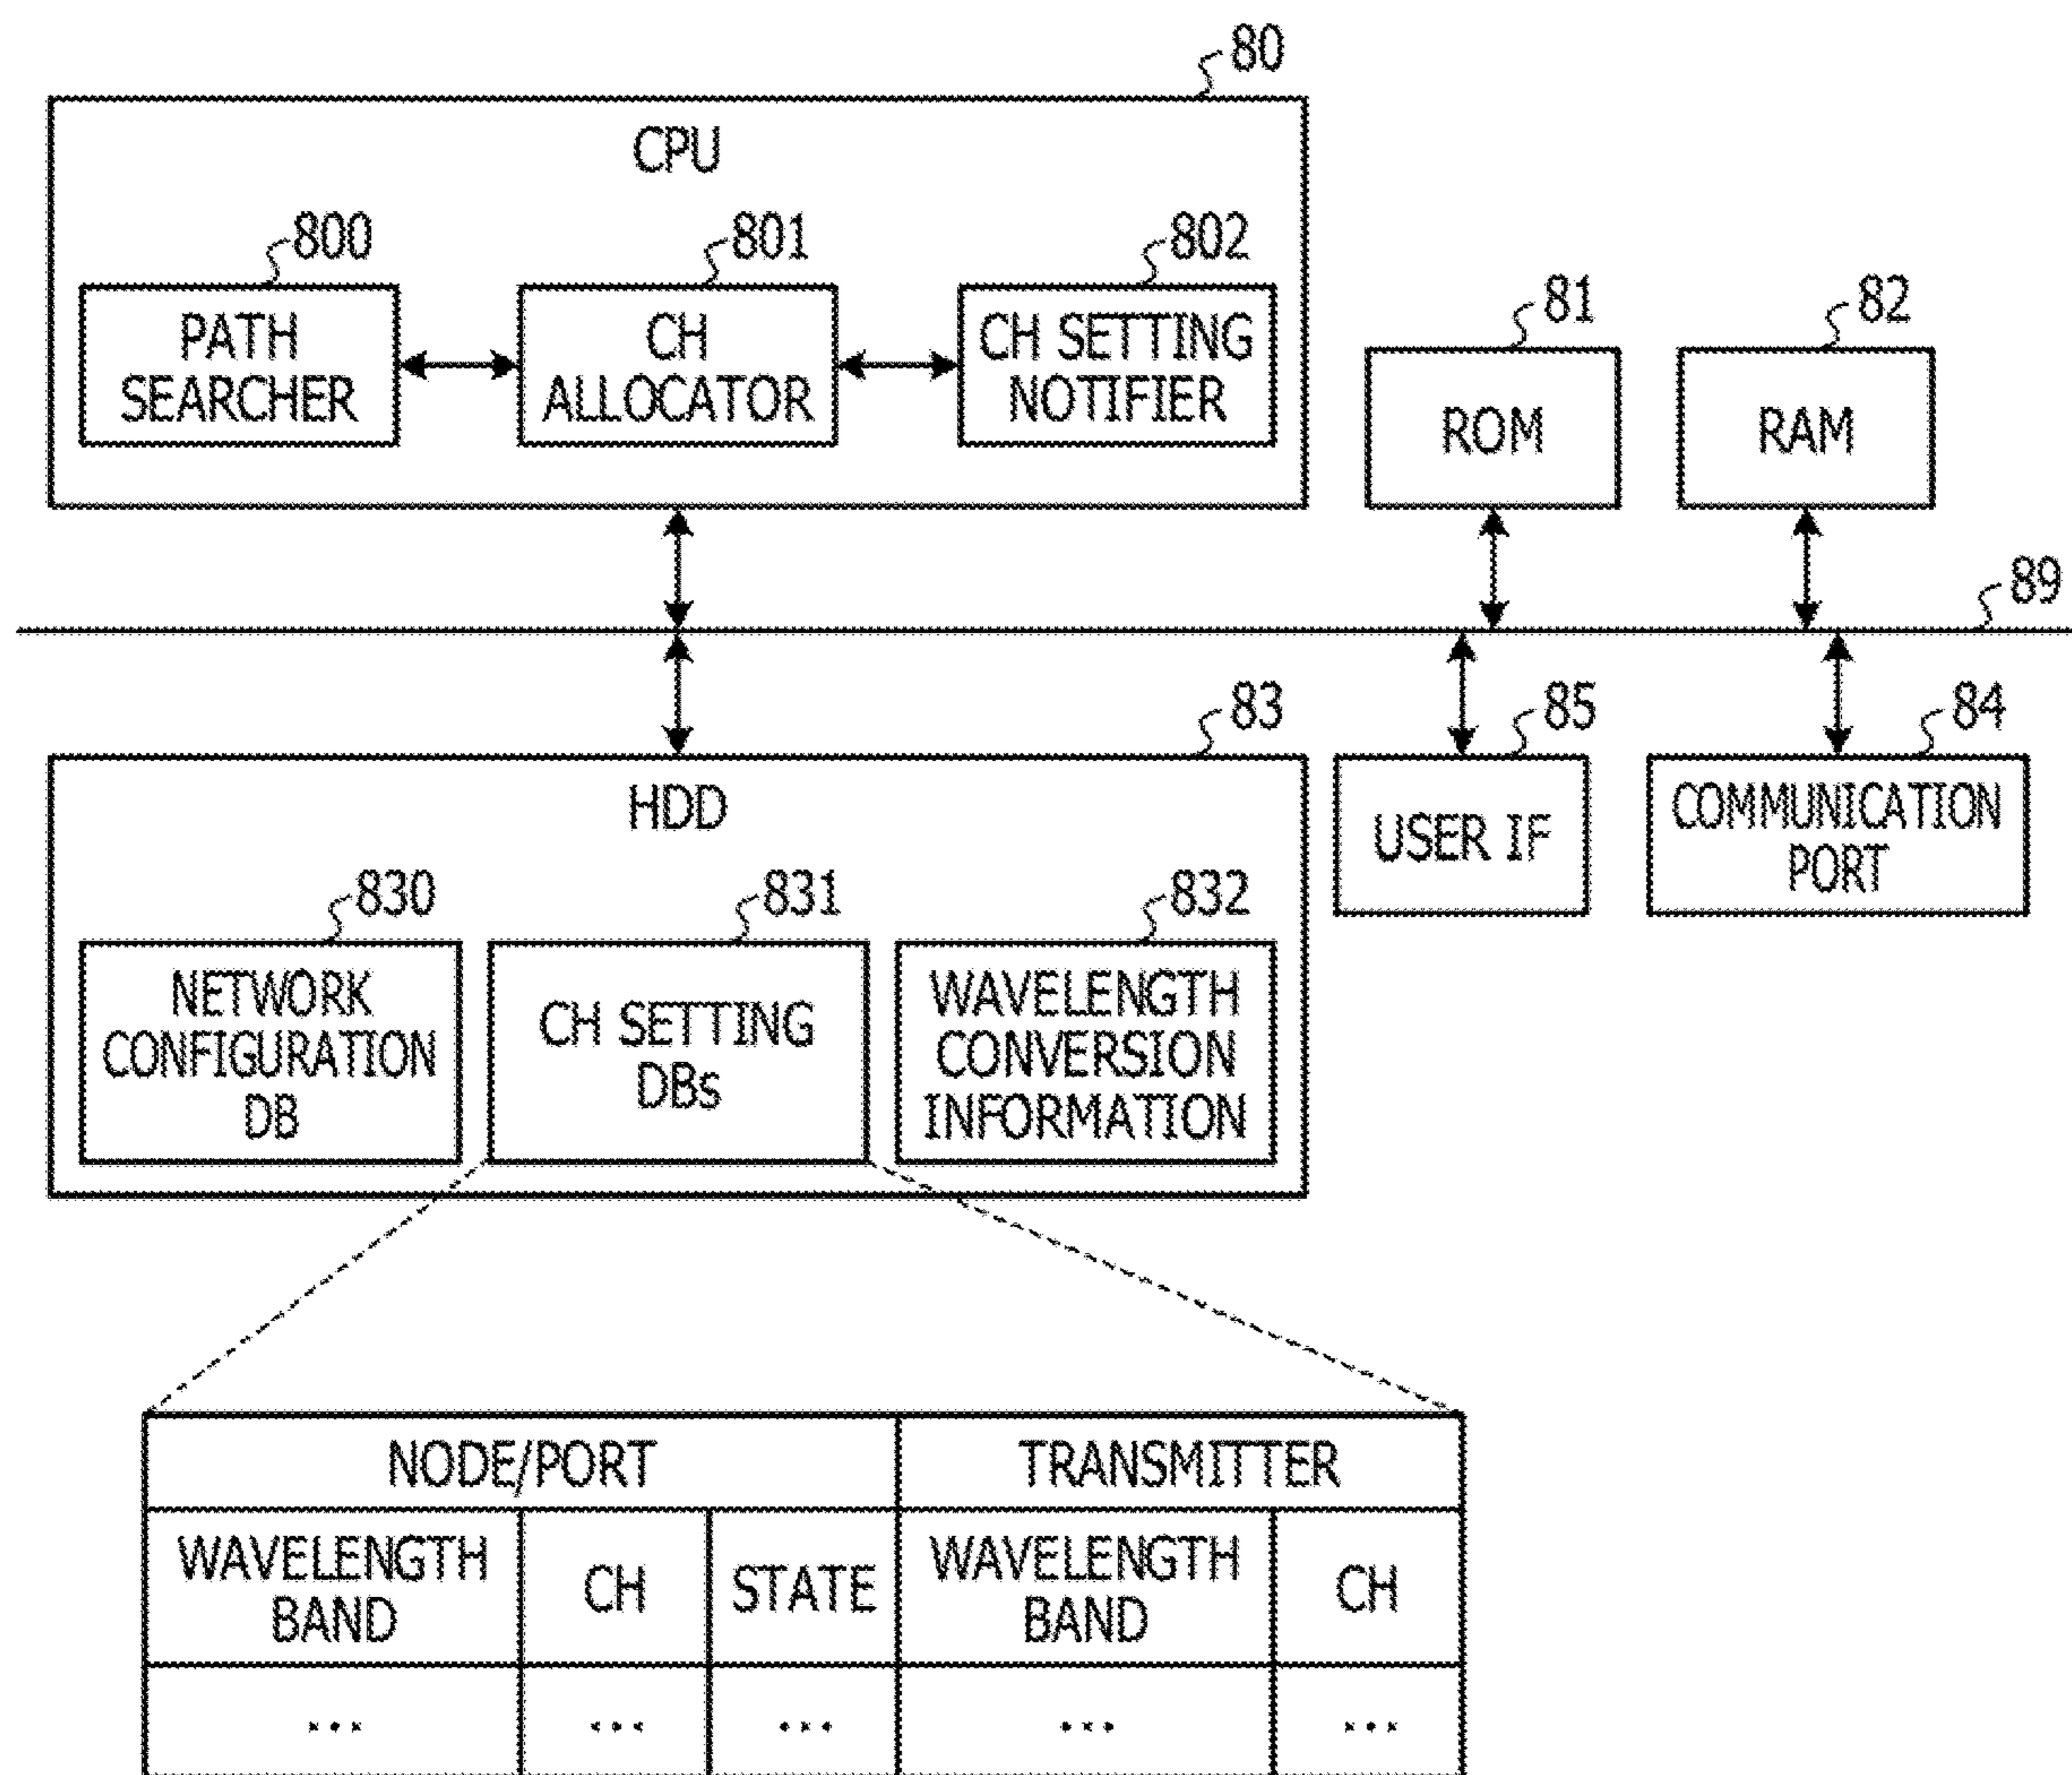 80
CPU
800
801
802
PATH
SEARCHER
CH
ALLOCATOR
CH SETTING
NOTIFIER
81
82
ROM
RAM
89
83
85
84
HDD
USER IF
COMMUNICATION
PORT
830
831
832
NETWORK
CONFIGURATION
DB
CH SETTING
DBs
WAVELENGTH
CONVERSION
INFORMATION
NODE/PORT
TRANSMITTER
WAVELENGTH
BAND
CH
STATE
WAVELENGTH
BAND
CH
... ... ... ... ...